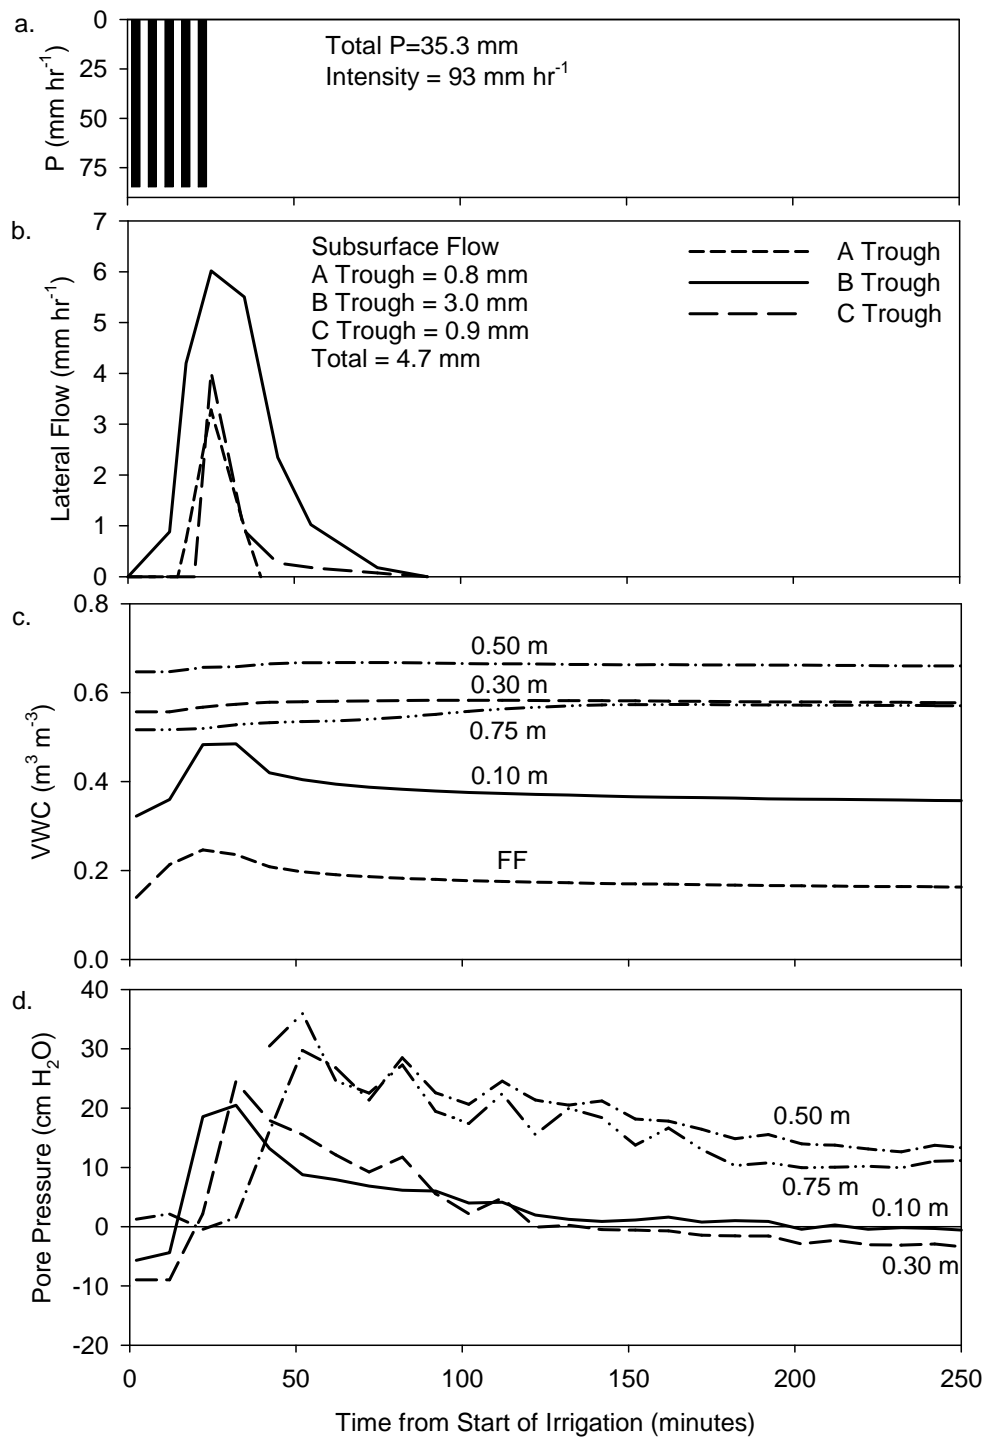 a.
P (mm hr-1)
0
25
50
75
Total P=35.3 mm
Intensity = 93 mm hr-1
b.
Lateral Flow (mm hr-1)
7
6
5
4
3
2
1
0
Subsurface Flow
A Trough = 0.8 mm
B Trough = 3.0 mm
C Trough = 0.9 mm
Total = 4.7 mm
A Trough
B Trough
C Trough
c.
VWC (m3 m-3)
0.8
0.6
0.4
0.2
0.0
0.50 m
0.30 m
0.75 m
0.10 m
FF
d.
Pore Pressure (cm H2O)
40
30
20
10
0
-10
-20
0.50 m
0.75 m
0.10 m
0.30 m
0 50 100 150 200 250
Time from Start of Irrigation (minutes)